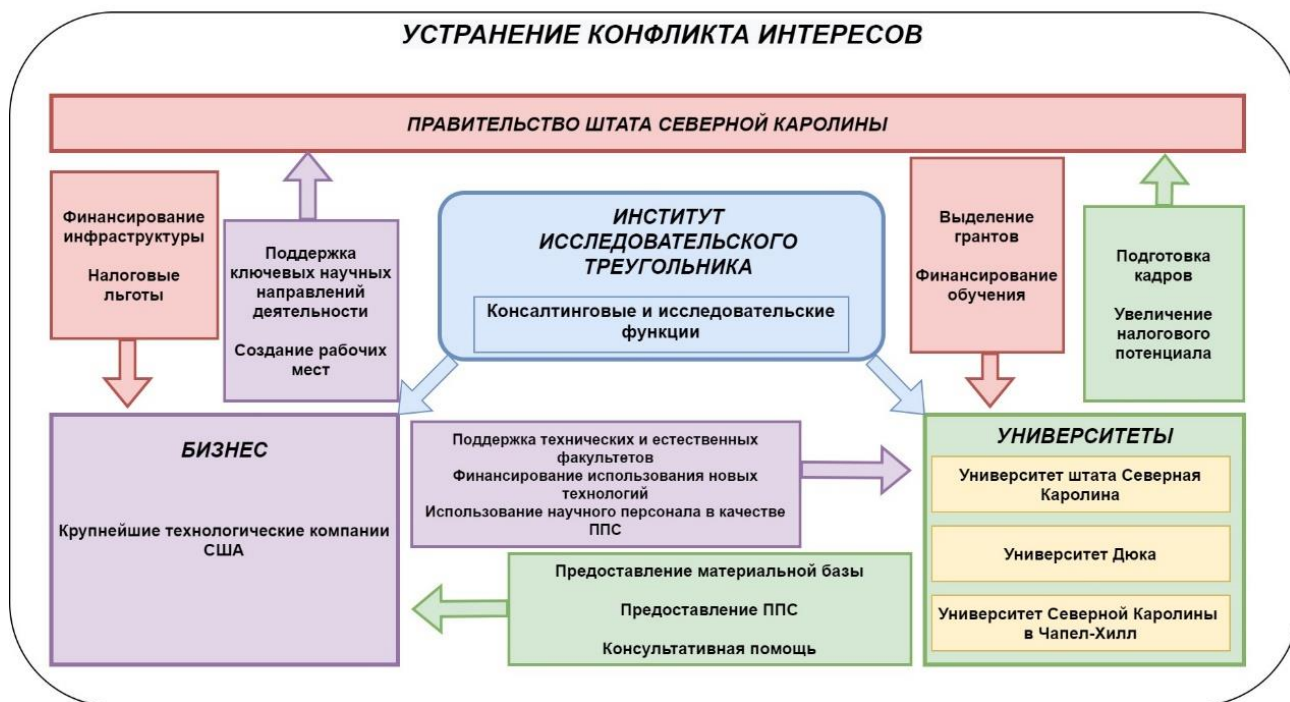 УСТРАНЕНИЕ КОНФЛИКТА ИНТЕРЕСОВ
ПРАВИТЕЛЬСТВО ШТАТА СЕВЕРНОЙ КАРОЛИНЫ
Финансирование
инфраструктуры
Налоговые
льготы
Поддержка
ключевых научных
направлений
деятельности
Создание рабочих
мест
ИНСТИТУТ
ИССЛЕДОВАТЕЛЬСКОГО
ТРЕУГОЛЬНИКА
Консалтинговые и исследовательские
функции
Выделение
грантов
Финансирование
обучения
Подготовка
кадров
Увеличение
налогового
потенциала
БИЗНЕС
Крупнейшие технологические компании
США
Поддержка технических и естественных
факультетов
Финансирование использования новых
технологий
Использование научного персонала в качестве
ППС
Предоставление материальной базы
Предоставление ППС
Консультативная помощь
УНИВЕРСИТЕТЫ
Университет штата Северная
Каролина
Университет Дюка
Университет Северной Каролины
в Чапел-Хилл